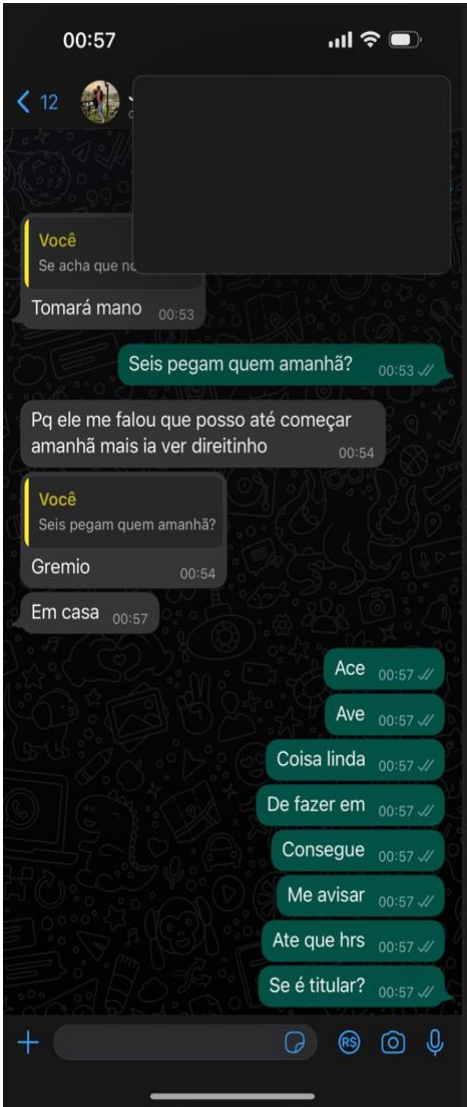 00:57
12
Você
Se acha que
Tomará mano 00:53
Seis pegam quem amanhã? 00:53
Pq ele me falou que posso até começar
amanhã mais ia ver direitinho 00:54
Você
Seis pegam quem amanhã?
Gremio 00:54
Em casa 00:57
Ace 00:57
Ave 00:57
Coisa linda 00:57
De fazer em 00:57
Consegue 00:57
Me avisar 00:57
Ate que hrs 00:57
Se é titular? 00:57
R$